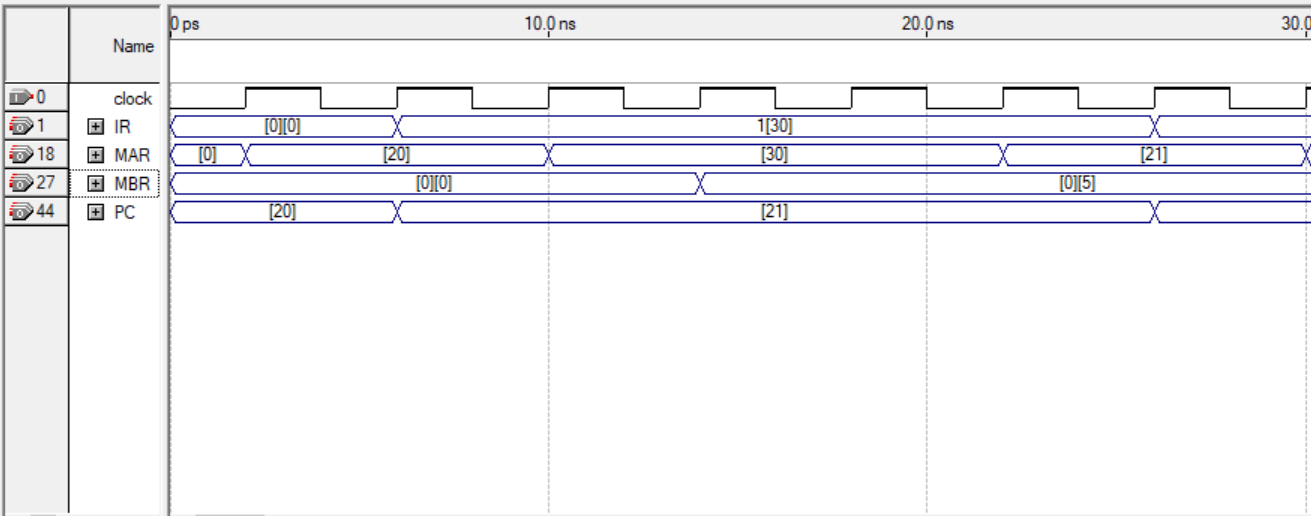 0 ps 10.0 ns 20.0 ns 30.0
Name
0 clock
1 IR [0][0] 1[30]
18 MAR [0] [20] [30] [21]
27 MBR [0][0] [0][5]
44 PC [20] [21]